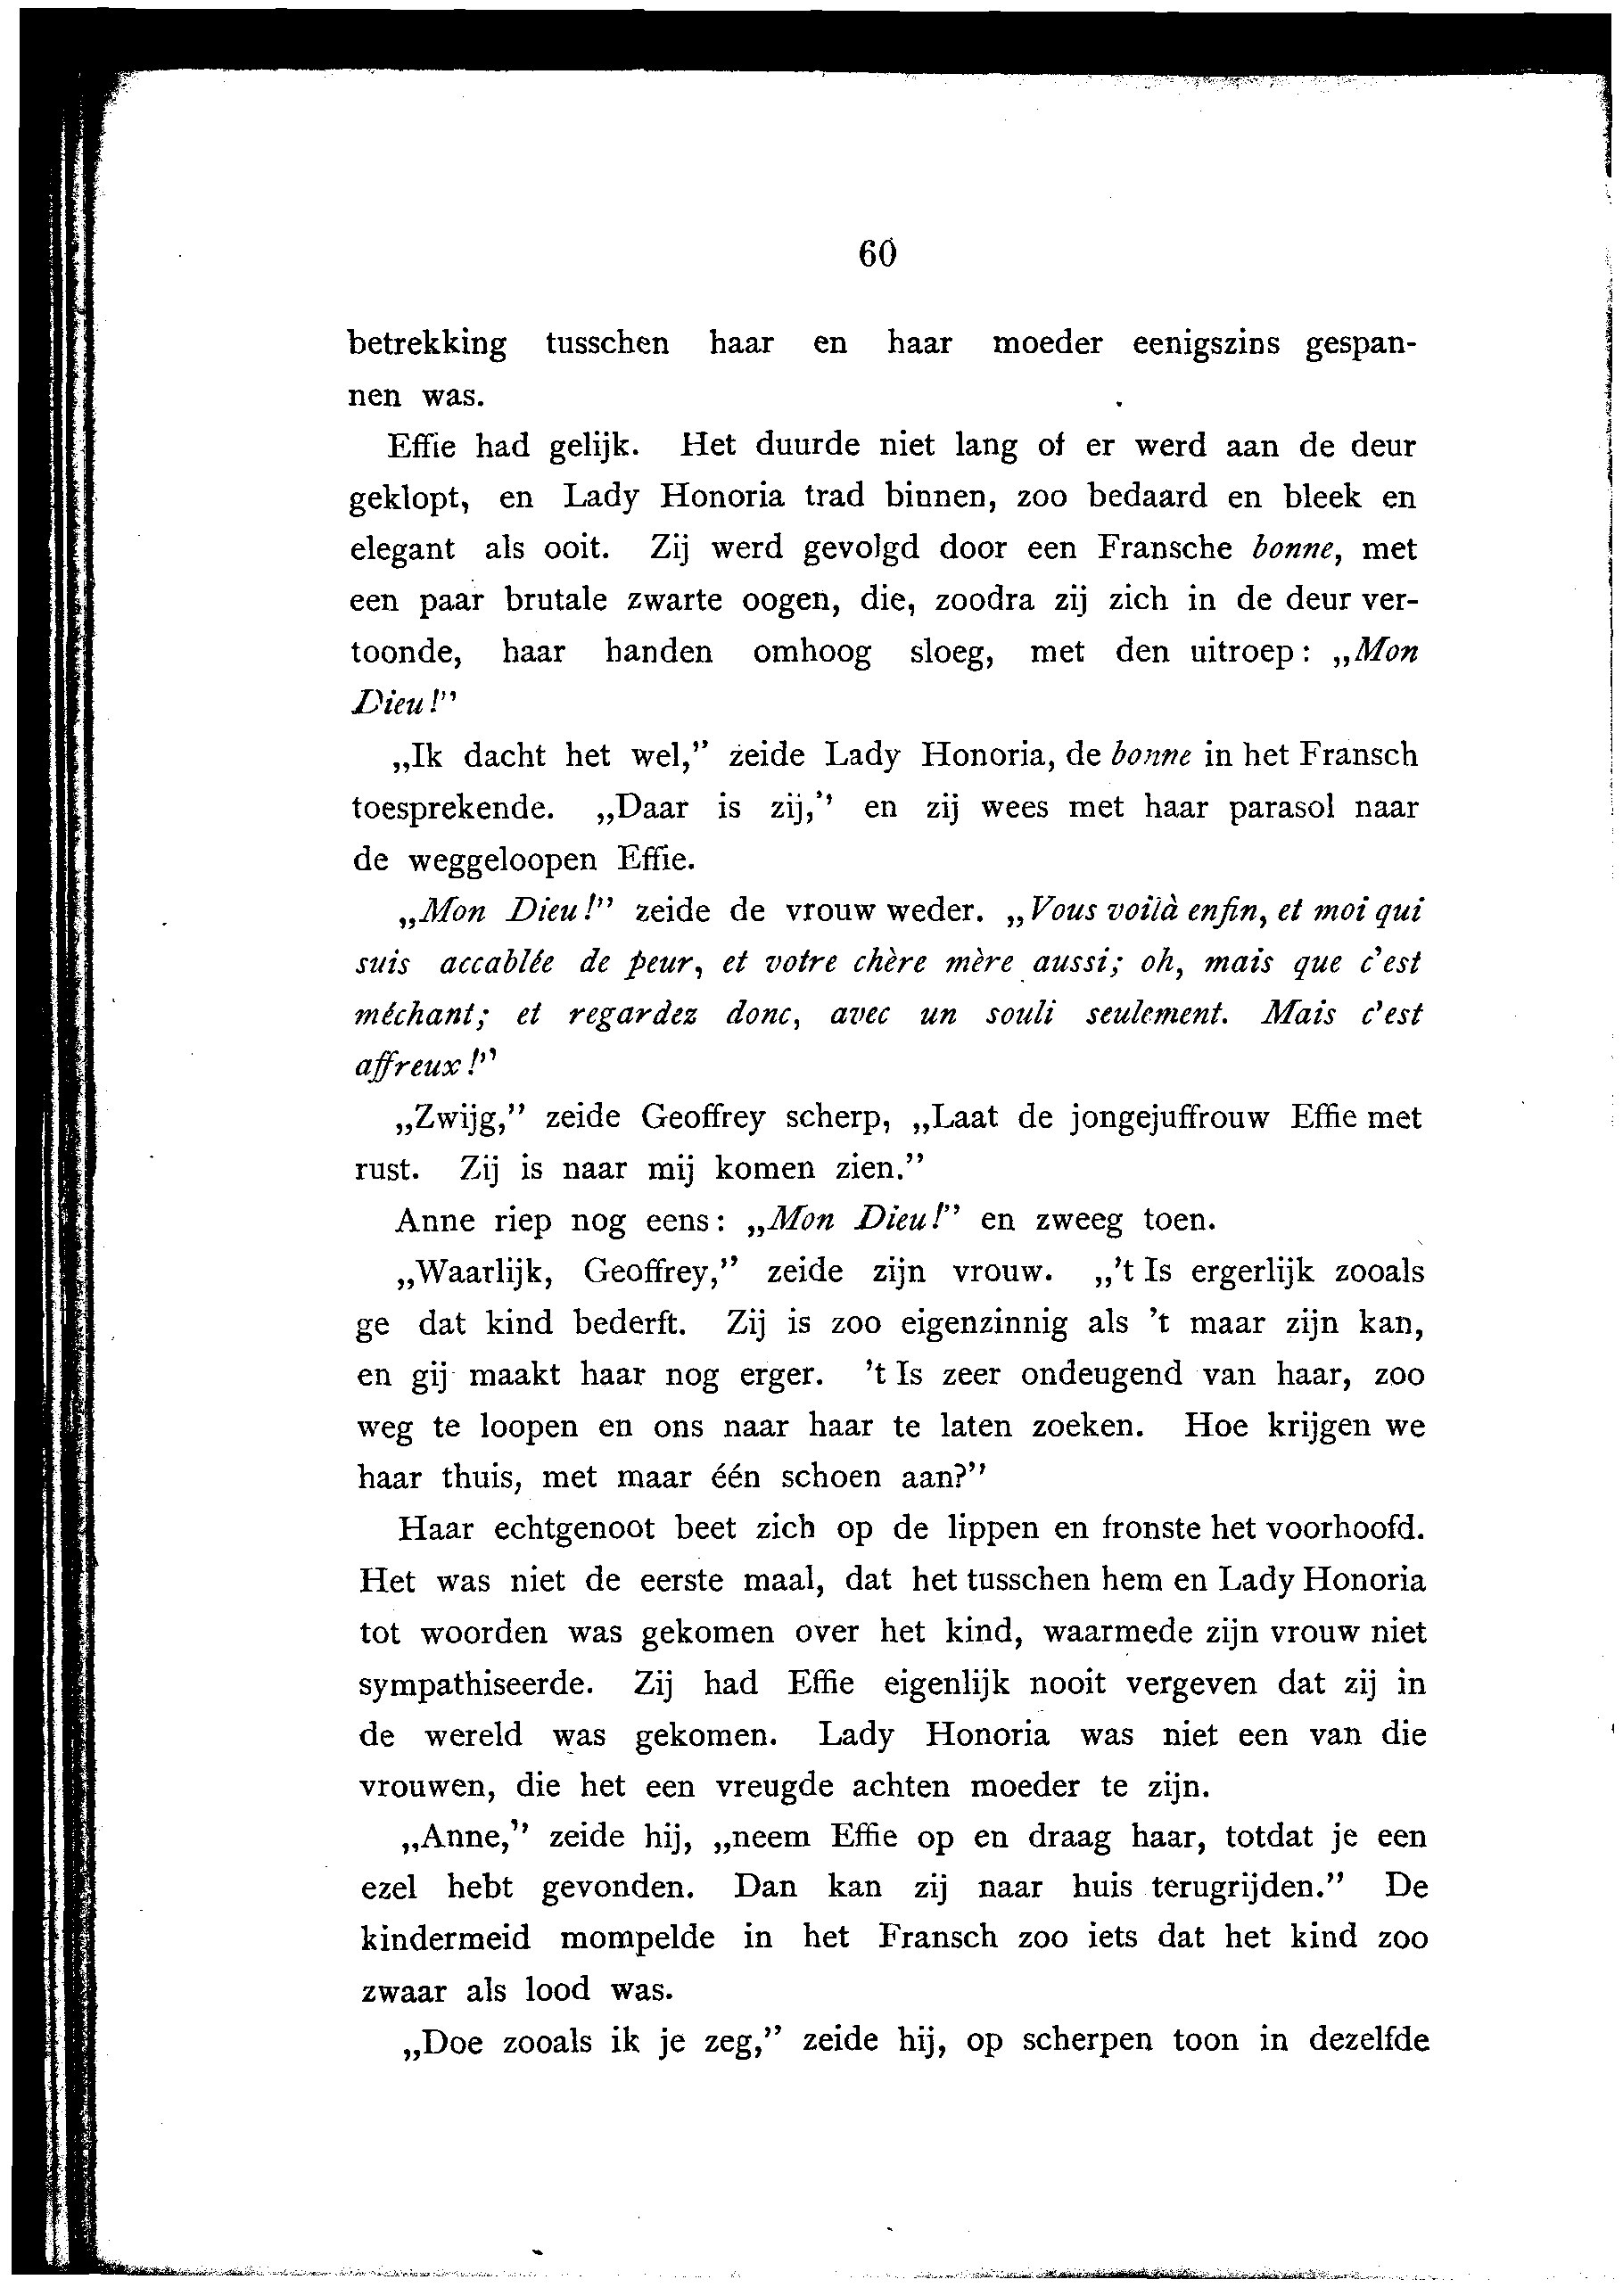 60
betrekking tusschen haar en haar moeder eenigszins gespan-
nen was.
Effie had gelijk. Het duurde niet lang of er werd aan de deur
geklopt, en Lady Honoria trad binnen, zoo bedaard en bleek en
elegant als ooit. Zij werd gevolgd door een Fransche bonne, met
een paar brutale zwarte oogen, die, zoodra zij zich in de deur ver-
toonde, haar handen omhoog sloeg, met den uitroep: „Mon
Dieu!”
„Ik dacht het wel,” zeide Lady Honoria, de bonne in het Fransch
toesprekende. „Daar is zij,” en zij wees met haar parasol naar
de weggeloopen Effie.
„Mon Dieu!” zeide de vrouw weder. „Vous voilà enfin, et moi qui
suis accablée de peur, et votre chère mère aussi; oh, mais que c'est
méchant; et regardez donc, avec un souli seulement. Mais c'est
affreux!”
„Zwijg,” zeide Geoffrey scherp, „Laat de jongejuffrouw Effie met
rust. Zij is naar mij komen zien.”
Anne riep nog eens: „Mon Dieu!” en zweeg toen.
„Waarlijk, Geoffrey,” zeide zijn vrouw. „'t Is ergerlijk zooals
ge dat kind bederft. Zij is zoo eigenzinnig als 't maar zijn kan,
en gij maakt haar nog erger. 't Is zeer ondeugend van haar, zoo
weg te loopen en ons naar haar te laten zoeken. Hoe krijgen we
haar thuis, met maar één schoen aan?”
Haar echtgenoot beet zich op de lippen en fronste het voorhoofd.
Het was niet de eerste maal, dat het tusschen hem en Lady Honoria
tot woorden was gekomen over het kind, waarmede zijn vrouw niet
sympathiseerde. Zij had Effie eigenlijk nooit vergeven dat zij in
de wereld was gekomen. Lady Honoria was niet een van die
vrouwen, die het een vreugde achten moeder te zijn.
„Anne,” zeide hij, „neem Effie op en draag haar, totdat je een
ezel hebt gevonden. Dan kan zij naar huis terugrijden.” De
kindermeid mompelde in het Fransch zoo iets dat het kind zoo
zwaar als lood was.
„Doe zooals ik je zeg,” zeide hij, op scherpen toon in dezelfde